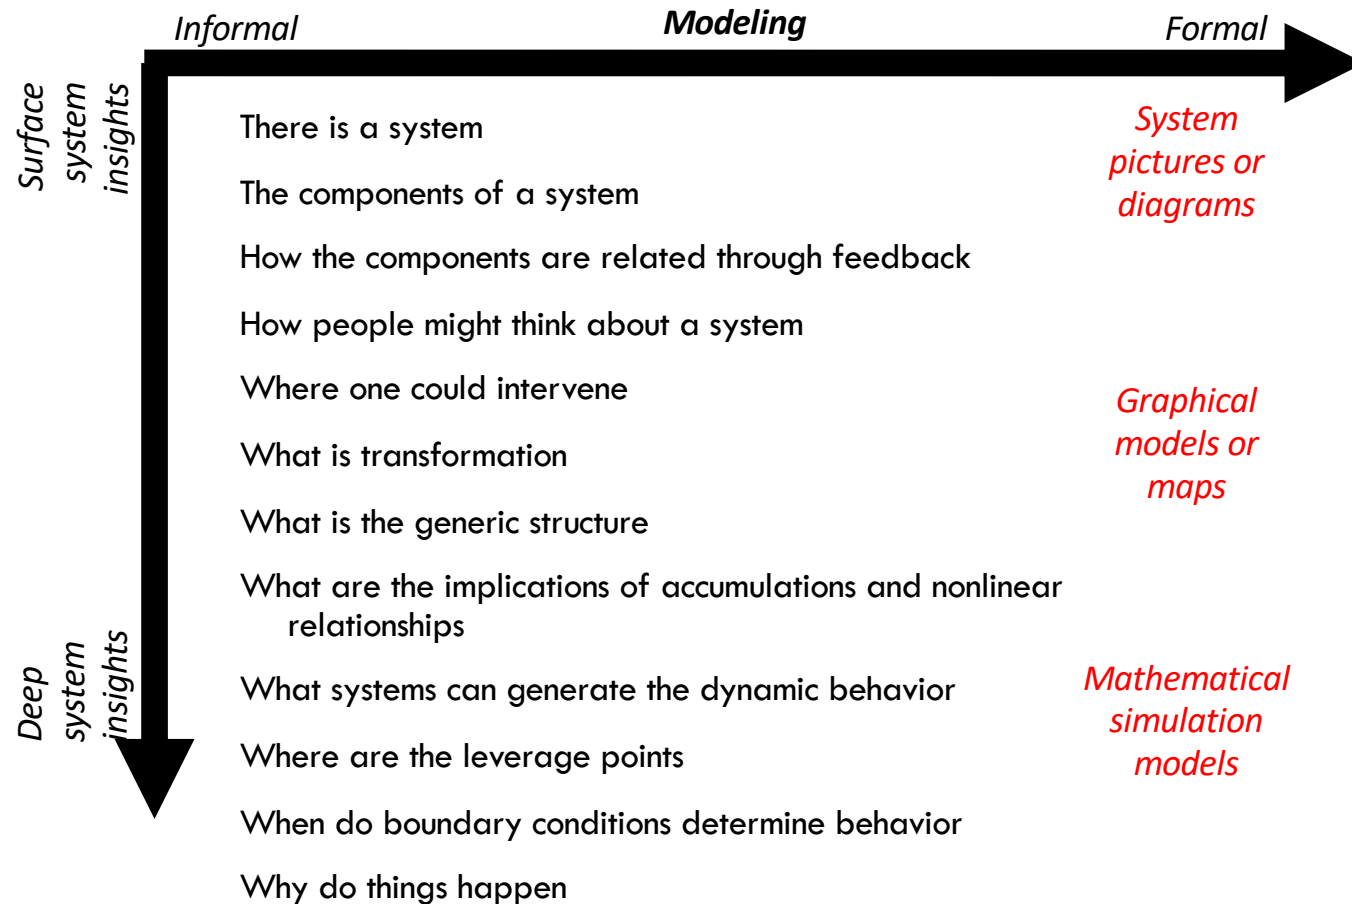 Informal
Modeling
Formal
Surface
system
insights
There is a system
The components of a system
How the components are related through feedback
How people might think about a system
Where one could intervene
What is transformation
What is the generic structure
What are the implications of accumulations and nonlinear
relationships
What systems can generate the dynamic behavior
Where are the leverage points
When do boundary conditions determine behavior
Why do things happen
System
pictures or
diagrams
Graphical
models or
maps
Mathematical
simulation
models
Deep
system
insights